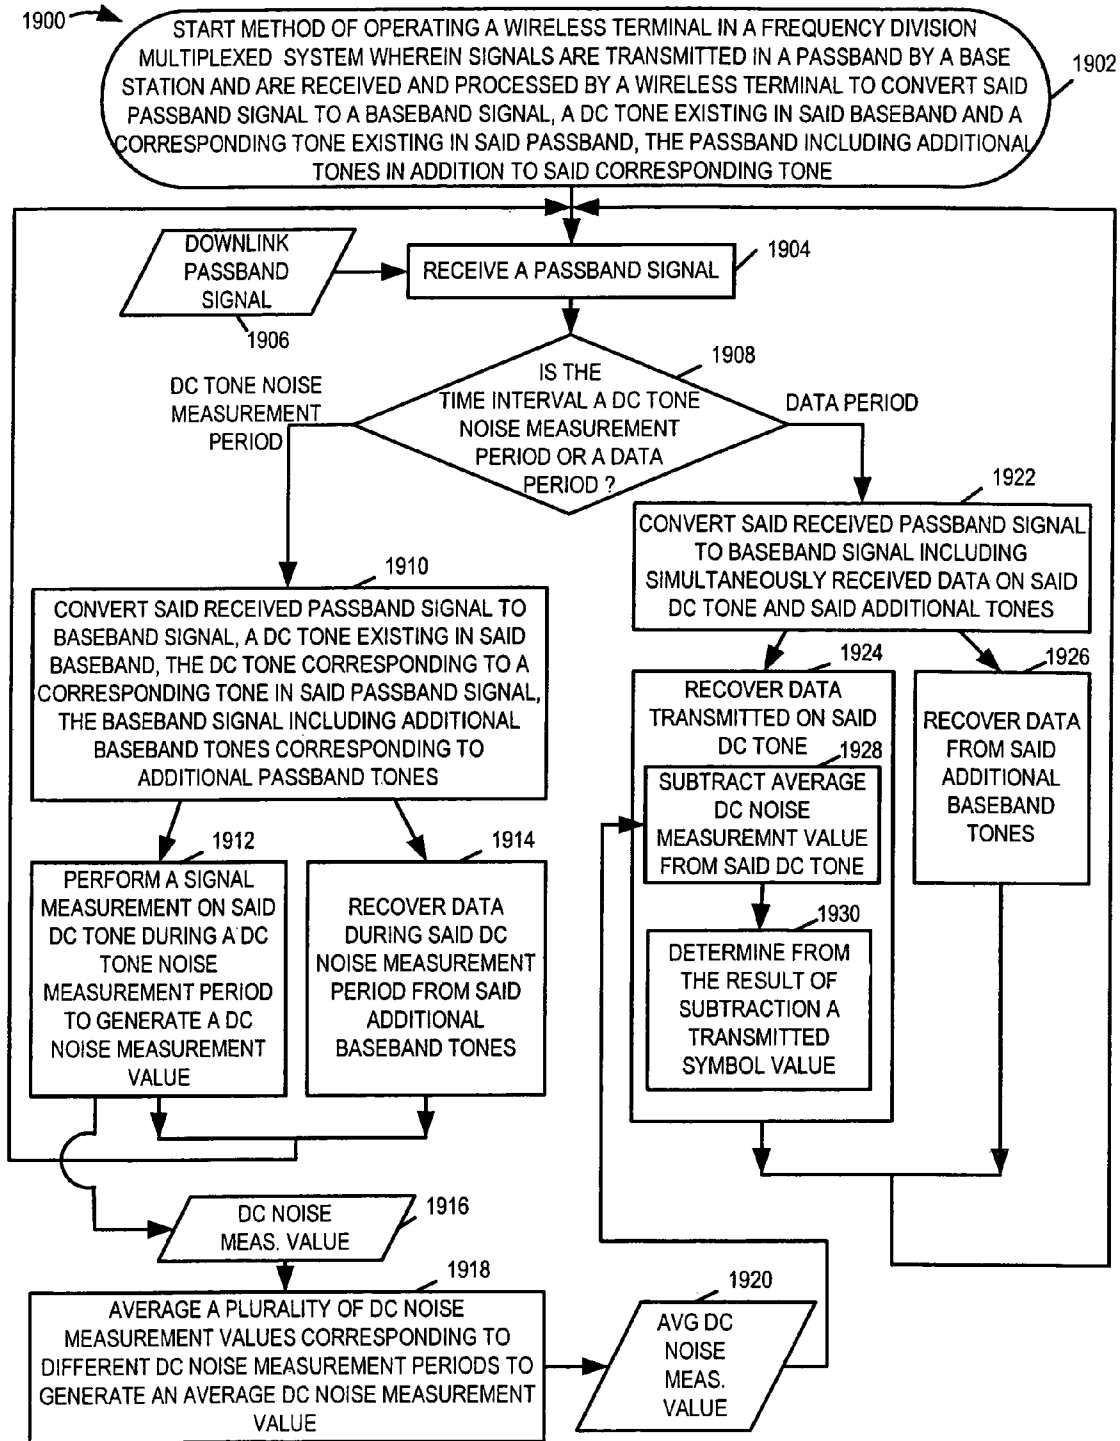 1900
START METHOD OF OPERATING A WIRELESS TERMINAL IN A FREQUENCY DIVISION
MULTIPLEXED SYSTEM WHEREIN SIGNALS ARE TRANSMITTED IN A PASSBAND BY A BASE
STATION AND ARE RECEIVED AND PROCESSED BY A WIRELESS TERMINAL TO CONVERT SAID
PASSBAND SIGNAL TO A BASEBAND SIGNAL, A DC TONE EXISTING IN SAID BASEBAND AND A
CORRESPONDING TONE EXISTING IN SAID PASSBAND, THE PASSBAND INCLUDING ADDITIONAL
TONES IN ADDITION TO SAID CORRESPONDING TONE
1902
DOWNLINK
PASSBAND
SIGNAL
1906
RECEIVE A PASSBAND SIGNAL
1904
IS THE
TIME INTERVAL A DC TONE
NOISE MEASUREMENT
PERIOD OR A DATA
PERIOD ?
1908
DC TONE NOISE
MEASUREMENT
PERIOD
DATA PERIOD
1910
CONVERT SAID RECEIVED PASSBAND SIGNAL TO
BASEBAND SIGNAL, A DC TONE EXISTING IN SAID
BASEBAND, THE DC TONE CORRESPONDING TO A
CORRESPONDING TONE IN SAID PASSBAND SIGNAL,
THE BASEBAND SIGNAL INCLUDING ADDITIONAL
BASEBAND TONES CORRESPONDING TO
ADDITIONAL PASSBAND TONES
1912
PERFORM A SIGNAL
MEASUREMENT ON SAID
DC TONE DURING A DC
TONE NOISE
MEASUREMENT PERIOD
TO GENERATE A DC
NOISE MEASUREMENT
VALUE
1914
RECOVER DATA
DURING SAID DC
NOISE MEASUREMENT
PERIOD FROM SAID
ADDITIONAL
BASEBAND TONES
1922
CONVERT SAID RECEIVED PASSBAND SIGNAL
TO BASEBAND SIGNAL INCLUDING
SIMULTANEOUSLY RECEIVED DATA ON SAID
DC TONE AND SAID ADDITIONAL TONES
1924
RECOVER DATA
TRANSMITTED ON SAID
DC TONE
1928
SUBTRACT AVERAGE
DC NOISE
MEASUREMNT VALUE
FROM SAID DC TONE
1930
DETERMINE FROM
THE RESULT OF
SUBTRACTION A
TRANSMITTED
SYMBOL VALUE
1926
RECOVER DATA
FROM SAID
ADDITIONAL
BASEBAND
TONES
DC NOISE
MEAS. VALUE
1916
1918
AVERAGE A PLURALITY OF DC NOISE
MEASUREMENT VALUES CORRESPONDING TO
DIFFERENT DC NOISE MEASUREMENT PERIODS TO
GENERATE AN AVERAGE DC NOISE MEASUREMENT
VALUE
1920
AVG DC
NOISE
MEAS.
VALUE